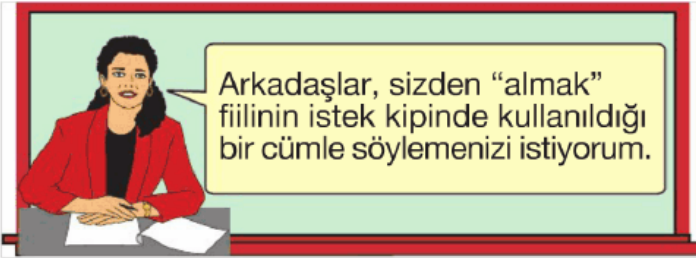 Arkadaşlar, sizden “almak”
fiilinin istek kipinde kullanıldığı
bir cümle söylemenizi istiyorum.